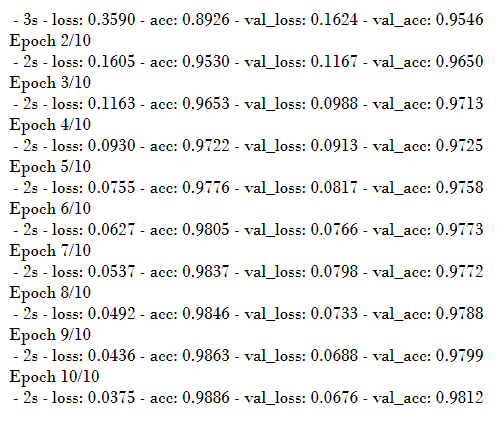 - 3s - loss: 0.3590 - acc: 0.8926 - val_loss: 0.1624 - val_acc: 0.9546
Epoch 2/10
- 2s - loss: 0.1605 - acc: 0.9530 - val_loss: 0.1167 - val_acc: 0.9650
Epoch 3/10
- 2s - loss: 0.1163 - acc: 0.9653 - val_loss: 0.0988 - val_acc: 0.9713
Epoch 4/10
- 2s - loss: 0.0930 - acc: 0.9722 - val_loss: 0.0913 - val_acc: 0.9725
Epoch 5/10
- 2s - loss: 0.0755 - acc: 0.9776 - val_loss: 0.0817 - val_acc: 0.9758
Epoch 6/10
- 2s - loss: 0.0627 - acc: 0.9805 - val_loss: 0.0766 - val_acc: 0.9773
Epoch 7/10
- 2s - loss: 0.0537 - acc: 0.9837 - val_loss: 0.0798 - val_acc: 0.9772
Epoch 8/10
- 2s - loss: 0.0492 - acc: 0.9846 - val_loss: 0.0733 - val_acc: 0.9788
Epoch 9/10
- 2s - loss: 0.0436 - acc: 0.9863 - val_loss: 0.0688 - val_acc: 0.9799
Epoch 10/10
- 2s - loss: 0.0375 - acc: 0.9886 - val_loss: 0.0676 - val_acc: 0.9812